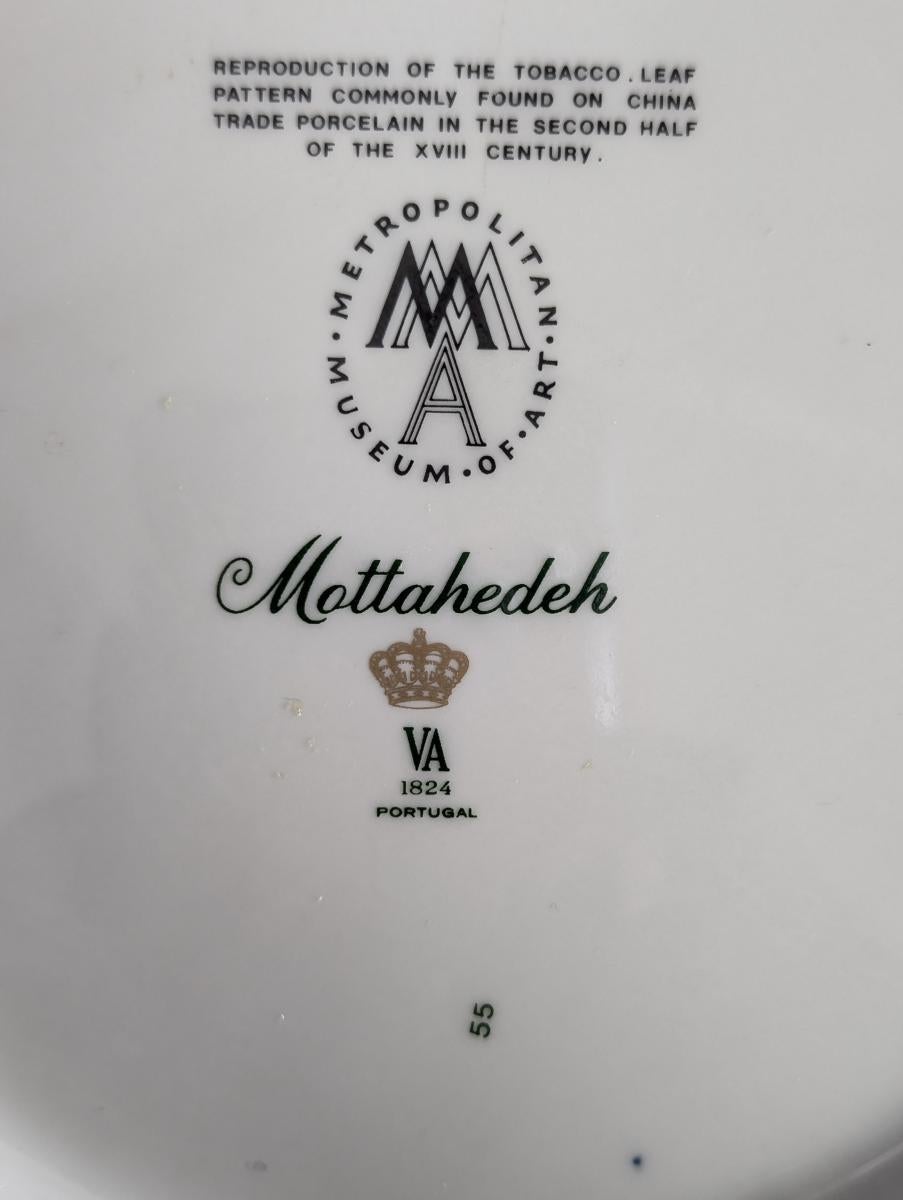 REPRODUCTION OF THE TOBACCO . LEAF
PATTERN COMMONLY FOUND ON CHINA
TRADE PORCELAIN IN THE SECOND HALF
OF THE XVIII CENTURY.
· METROPOLITAN · MUSEUM · OF · ART
MMA
Mottahedeh
VA
1824
PORTUGAL
55